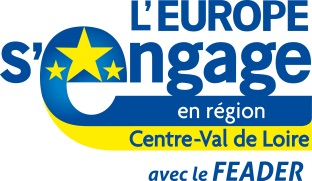 L'EUROPE
s'engage
en région
Centre-Val de Loire
avec le FEADER